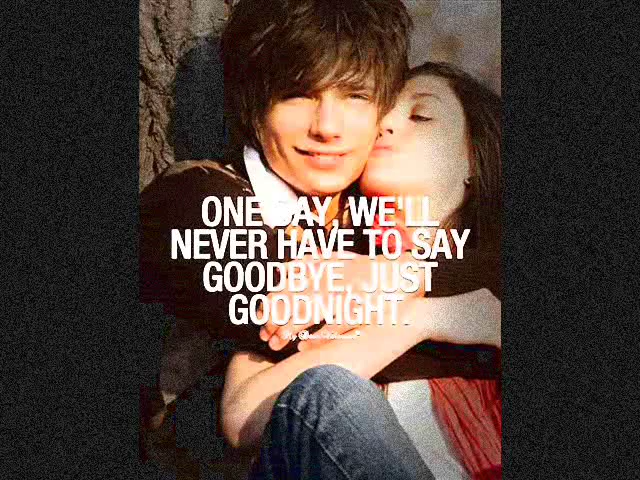 ONE DAY, WE'LL
NEVER HAVE TO SAY
GOODBYE, JUST
GOODNIGHT.